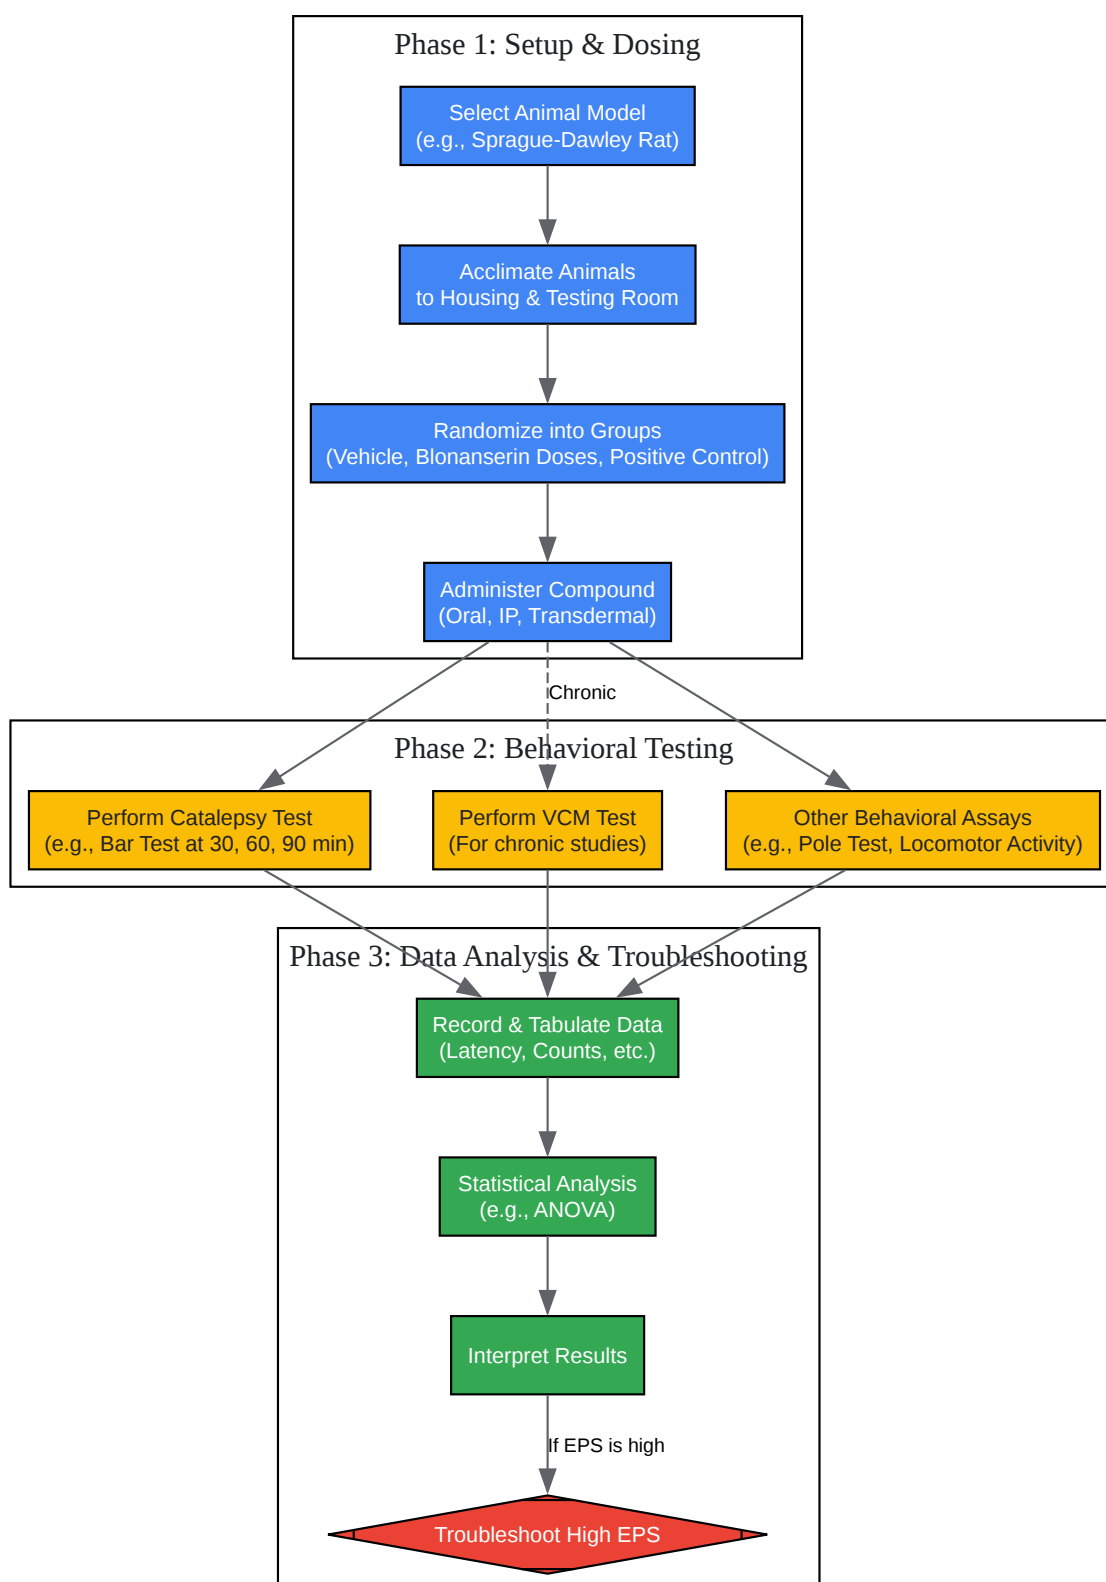 Phase 1: Setup & Dosing
Select Animal Model
(e.g., Sprague-Dawley Rat)
Acclimate Animals
to Housing & Testing Room
Randomize into Groups
(Vehicle, Blonanserin Doses, Positive Control)
Administer Compound
(Oral, IP, Transdermal)
Chronic
Phase 2: Behavioral Testing
Perform Catalepsy Test
(e.g., Bar Test at 30, 60, 90 min)
Perform VCM Test
(For chronic studies)
Other Behavioral Assays
(e.g., Pole Test, Locomotor Activity)
Phase 3: Data Analysis & Troubleshooting
Record & Tabulate Data
(Latency, Counts, etc.)
Statistical Analysis
(e.g., ANOVA)
Interpret Results
If EPS is high
Troubleshoot High EPS